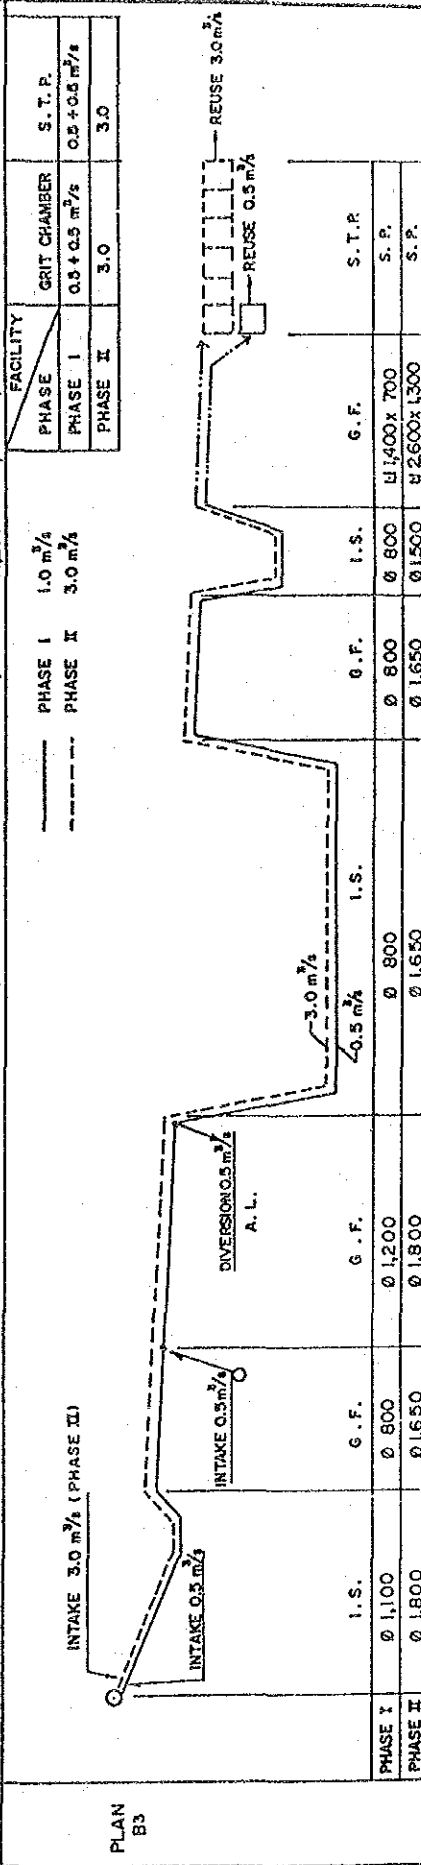 PLAN
B3
INTAKE 3.0 m³/s ( PHASE II )
INTAKE 0.5 m³/s
INTAKE 0.5 m³/s
DIVERSION 0.5 m³/s
A. L.
3.0 m³/s
0.5 m³/s
PHASE I 1.0 m³/s
PHASE II 3.0 m³/s
REUSE 3.0 m³/s
REUSE 0.5 m³/s
FACILITY
PHASE GRIT CHAMBER S. T. P.
PHASE I 0.5 + 0.5 m³/s 0.5 + 0.5 m³/s
PHASE II 3.0 3.0
I. S. G. F. G. F. I. S. G. F. I. S. G. F. S. T. P.
PHASE I Ø 1,100 Ø 800 Ø 1,200 Ø 800 Ø 800 Ø 800 ⊔ 1,400 x 700 S. P.
PHASE II Ø 1,800 Ø 1,650 Ø 1,800 Ø 1,650 Ø 1,650 Ø 1,500 ⊔ 2,600 x 1,300 S. P.